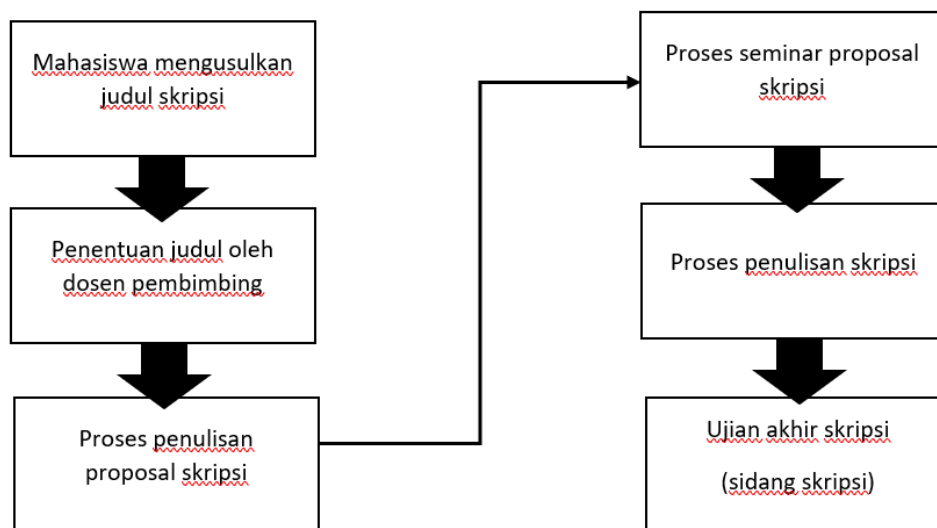 Mahasiswa mengusulkan
judul skripsi
Penentuan judul oleh
dosen pembimbing
Proses penulisan
proposal skripsi
Proses seminar proposal
skripsi
Proses penulisan skripsi
Ujian akhir skripsi
(sidang skripsi)